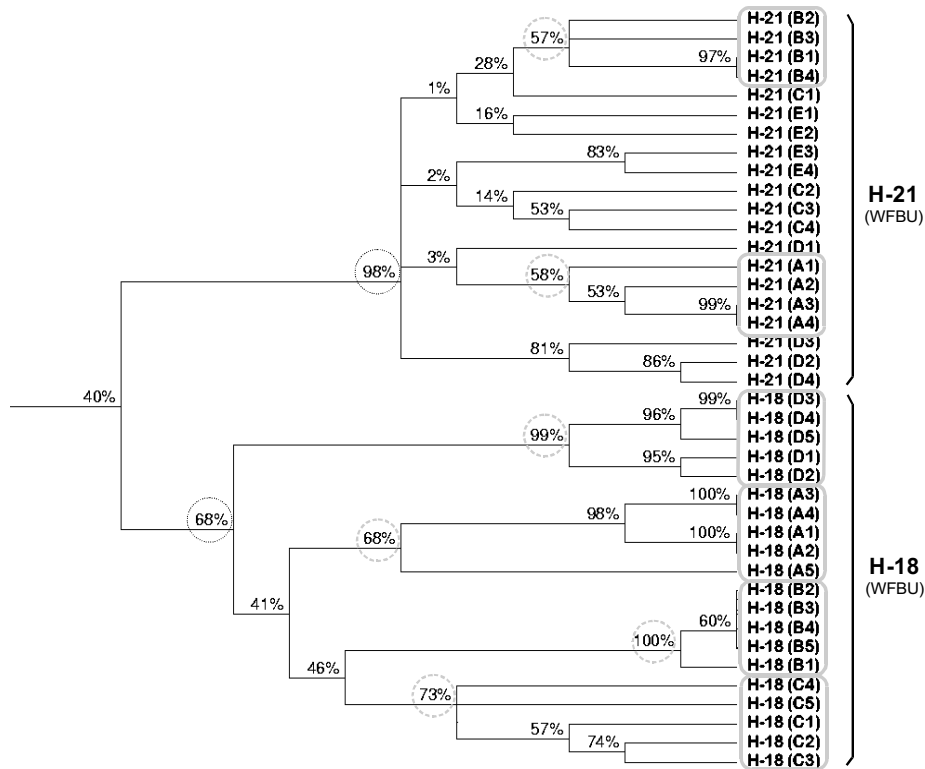 H-21 (B2)
57%
H-21 (B3)
97%
H-21 (B1)
28%
H-21 (B4)
1%
H-21 (C1)
16%
H-21 (E1)
H-21 (E2)
83%
H-21 (E3)
2%
H-21 (E4)
14%
H-21 (C2)
53%
H-21 (C3)
H-21 (C4)
H-21
(WFBU)
3%
H-21 (D1)
98%
58%
H-21 (A1)
53%
H-21 (A2)
99%
H-21 (A3)
H-21 (A4)
81%
H-21 (D3)
86%
H-21 (D2)
H-21 (D4)
40%
99%
H-18 (D3)
96%
H-18 (D4)
99%
H-18 (D5)
95%
H-18 (D1)
H-18 (D2)
68%
100%
H-18 (A3)
98%
H-18 (A4)
68%
100%
H-18 (A1)
H-18 (A2)
H-18 (A5)
H-18
(WFBU)
41%
H-18 (B2)
H-18 (B3)
60%
H-18 (B4)
100%
H-18 (B5)
46%
H-18 (B1)
73%
H-18 (C4)
H-18 (C5)
57%
H-18 (C1)
74%
H-18 (C2)
H-18 (C3)